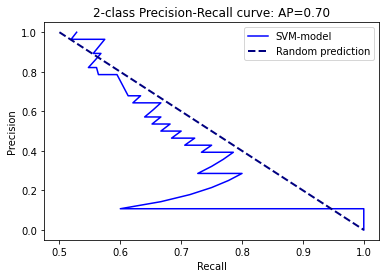 2-class Precision-Recall curve: AP=0.70
SVM-model
Random prediction
Precision
1.0
0.8
0.6
0.4
0.2
0.0
0.5 0.6 0.7 0.8 0.9 1.0
Recall